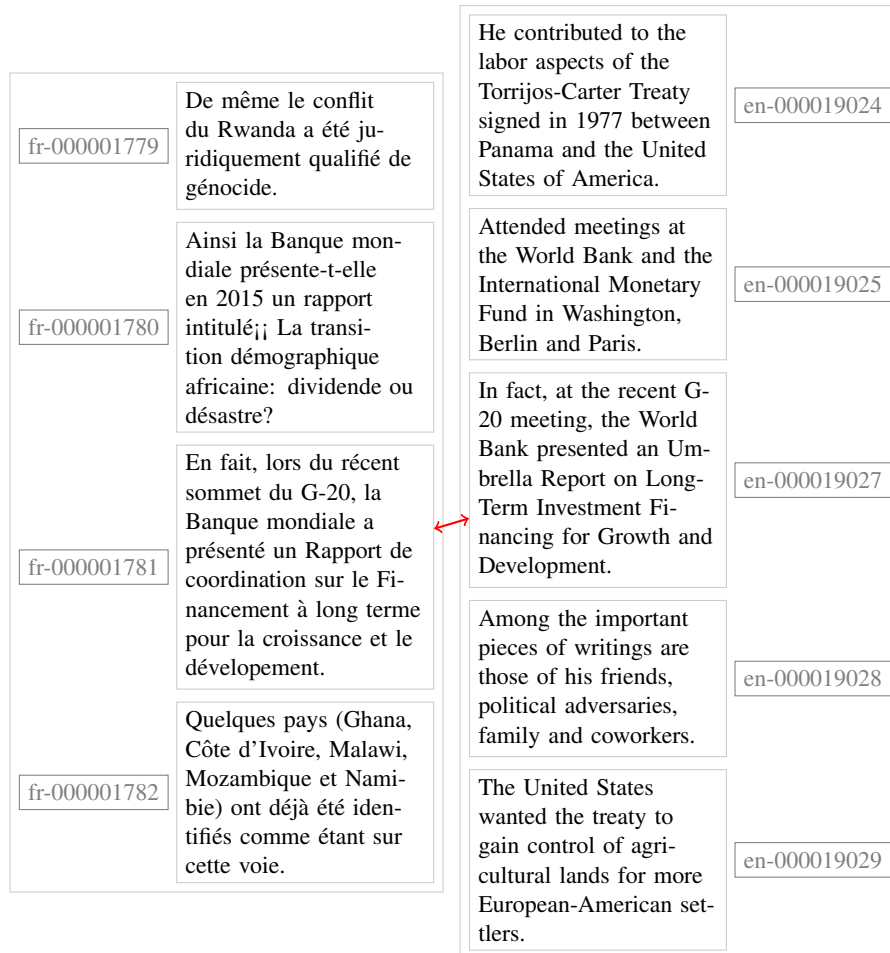 fr-000001779
De même le conflit
du Rwanda a été ju-
ridiquement qualifié de
génocide.
fr-000001780
Ainsi la Banque mon-
diale présente-t-elle
en 2015 un rapport
intitulé¡¡ La transi-
tion démographique
africaine: dividende ou
désastre?
fr-000001781
En fait, lors du récent
sommet du G-20, la
Banque mondiale a
présenté un Rapport de
coordination sur le Fi-
nancement à long terme
pour la croissance et le
dévelopement.
fr-000001782
Quelques pays (Ghana,
Côte d'Ivoire, Malawi,
Mozambique et Nami-
bie) ont déjà été iden-
tifiés comme étant sur
cette voie.
He contributed to the
labor aspects of the
Torrijos-Carter Treaty
signed in 1977 between
Panama and the United
States of America.
en-000019024
Attended meetings at
the World Bank and the
International Monetary
Fund in Washington,
Berlin and Paris.
en-000019025
In fact, at the recent G-
20 meeting, the World
Bank presented an Um-
brella Report on Long-
Term Investment Fi-
nancing for Growth and
Development.
en-000019027
Among the important
pieces of writings are
those of his friends,
political adversaries,
family and coworkers.
en-000019028
The United States
wanted the treaty to
gain control of agri-
cultural lands for more
European-American set-
tlers.
en-000019029